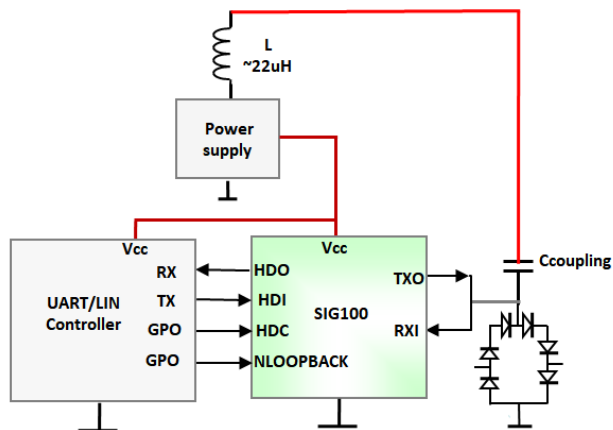 L
~22uH
Power
supply
Vcc
Vcc
RX
HDO
TXO
Ccoupling
UART/LIN
Controller
TX
HDI
SIG100
GPO
HDC
RXI
GPO
NLOOPBACK